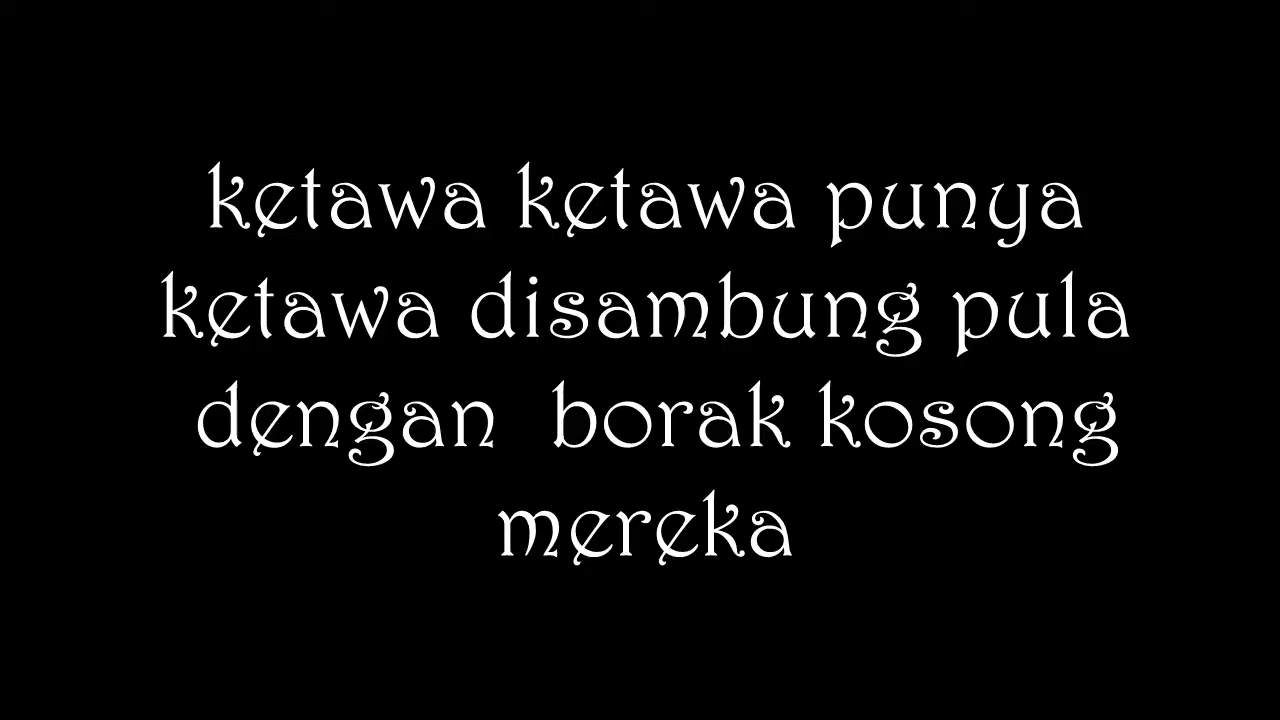 ketawa ketawa punya
ketawa disambung pula
dengan borak kosong
mereka